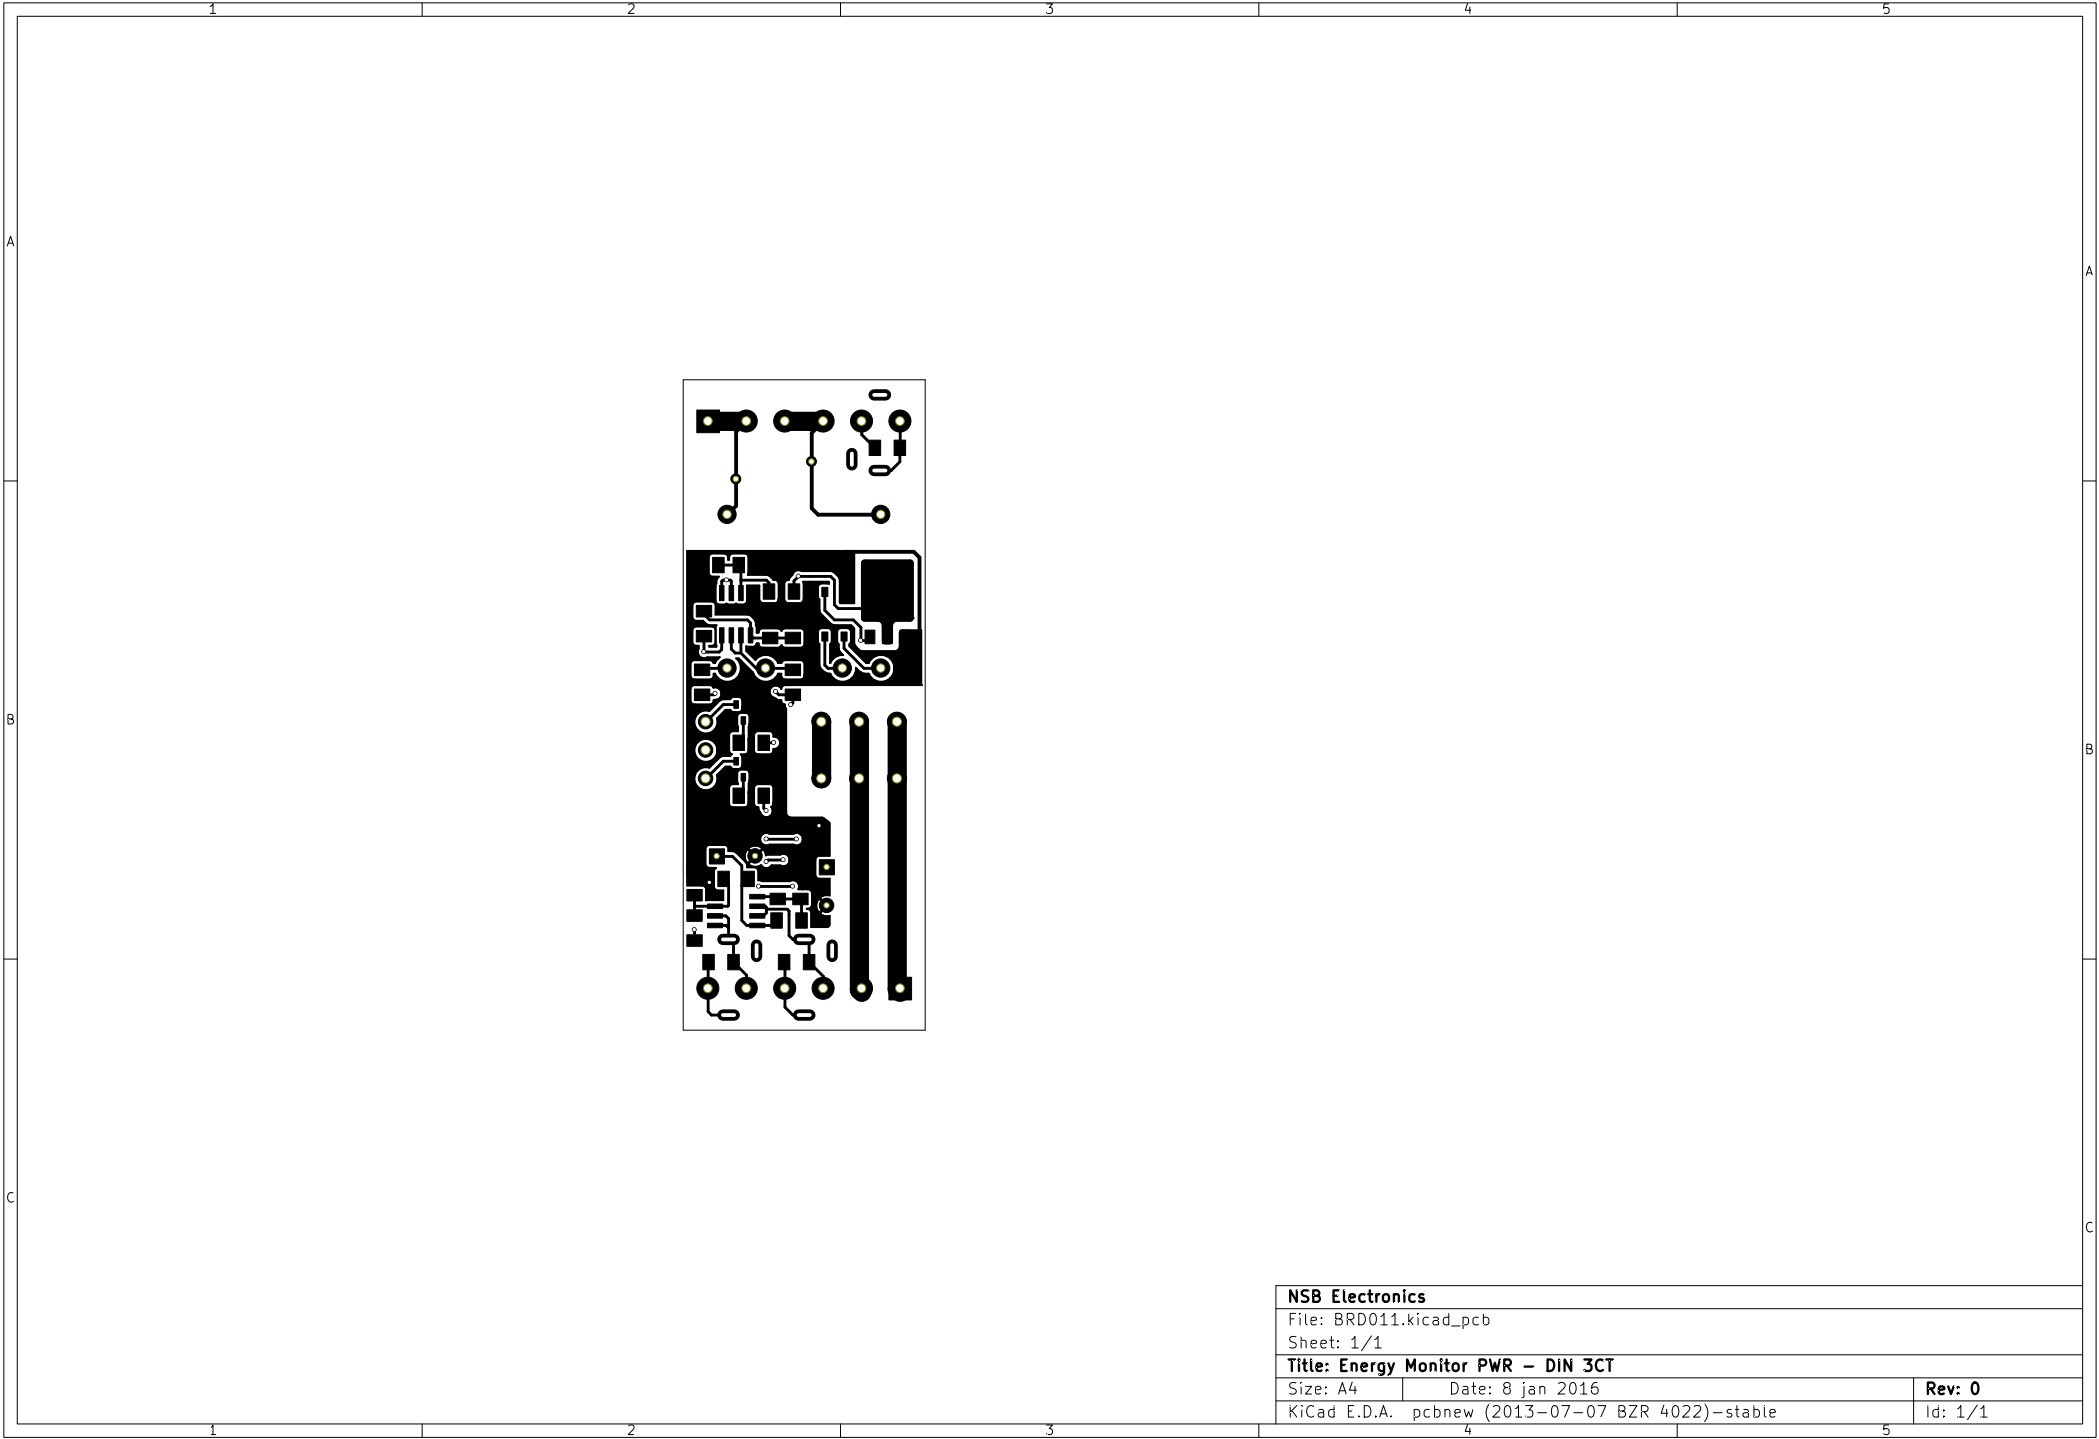 1 2 3 4 5
A
A
B
B
C
C
NSB Electronics
File: BRD011.kicad_pcb
Sheet: 1/1
Title: Energy Monitor PWR – DIN 3CT
Size: A4 Date: 8 jan 2016 Rev: 0
KiCad E.D.A. pcbnew (2013-07-07 BZR 4022)-stable Id: 1/1
1 2 3 4 5